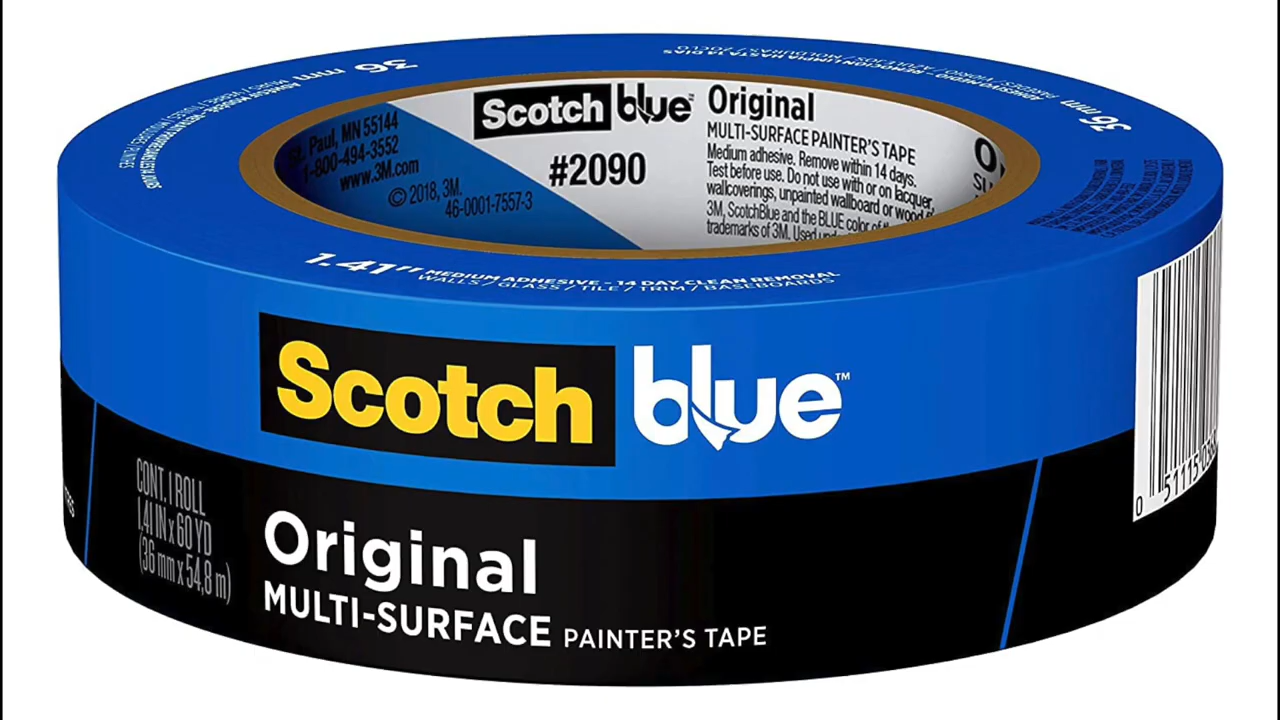 36 mm
36 mm
Scotch blue™ Original
MULTI-SURFACE PAINTER'S TAPE
#2090
Medium adhesive. Remove within 14 days.
Test before use. Do not use with or on lacquer,
wallcoverings, unpainted wallboard or wood
3M, ScotchBlue and the BLUE color of
trademarks of 3M. Used
Paul, MN 55144
1-800-494-3552
www.3M.com
© 2018, 3M.
46-0001-7557-3
1.41" MEDIUM ADHESIVE - 14 DAY CLEAN REMOVAL
WALLS / GLASS / TILE / TRIM / BASEBOARDS
Scotch blue™
CONT. 1 ROLL
1,41 IN x 60 YD
(36 mm x 54,8 m)
Original
MULTI-SURFACE PAINTER'S TAPE
0 51115